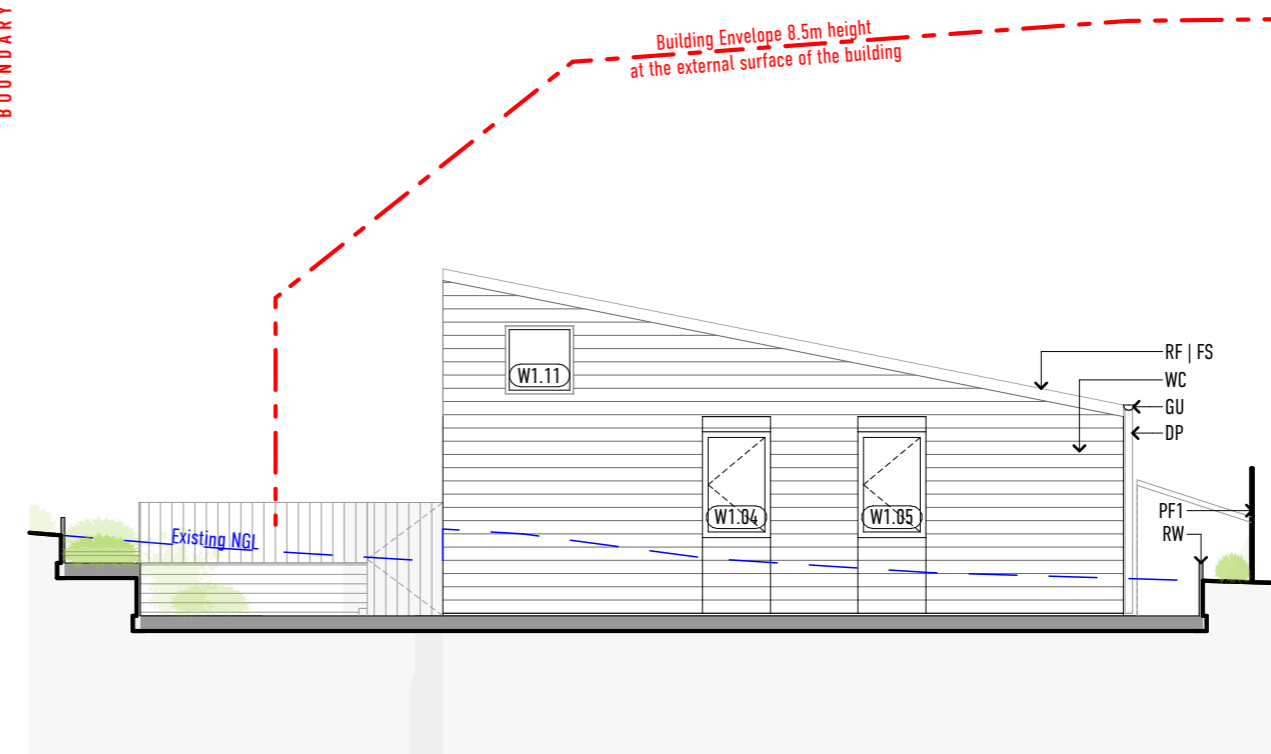 BOUNDARY
Building Envelope 8.5m height
at the external surface of the building
W1.11
RF | FS
WC
GU
DP
W1.04
W1.05
PF1
RW
Existing NGL